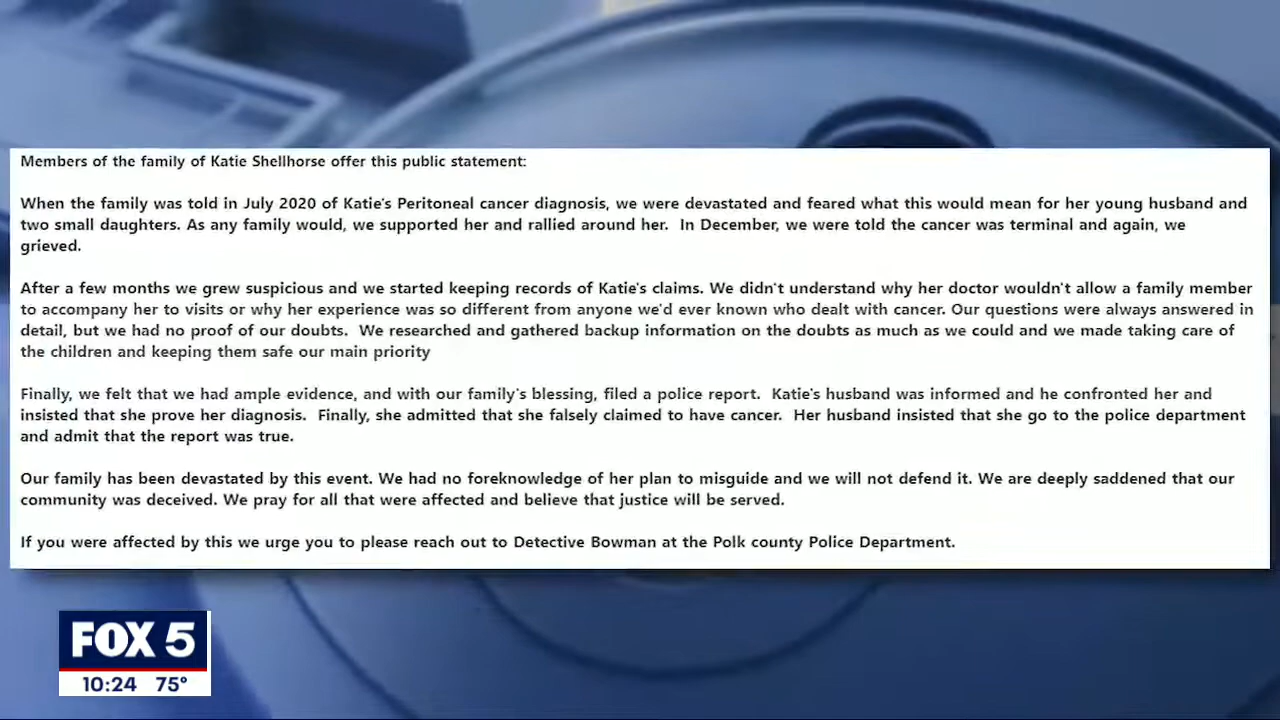 Members of the family of Katie Shellhorse offer this public statement:
When the family was told in July 2020 of Katie's Peritoneal cancer diagnosis, we were devastated and feared what this would mean for her young husband and
two small daughters. As any family would, we supported her and rallied around her.  In December, we were told the cancer was terminal and again, we
grieved.
After a few months we grew suspicious and we started keeping records of Katie's claims. We didn't understand why her doctor wouldn't allow a family member
to accompany her to visits or why her experience was so different from anyone we'd ever known who dealt with cancer. Our questions were always answered in
detail, but we had no proof of our doubts.  We researched and gathered backup information on the doubts as much as we could and we made taking care of
the children and keeping them safe our main priority
Finally, we felt that we had ample evidence, and with our family's blessing, filed a police report.  Katie's husband was informed and he confronted her and
insisted that she prove her diagnosis.  Finally, she admitted that she falsely claimed to have cancer.  Her husband insisted that she go to the police department
and admit that the report was true.
Our family has been devastated by this event. We had no foreknowledge of her plan to misguide and we will not defend it. We are deeply saddened that our
community was deceived. We pray for all that were affected and believe that justice will be served.
If you were affected by this we urge you to please reach out to Detective Bowman at the Polk county Police Department.
FOX 5
10:24 75°